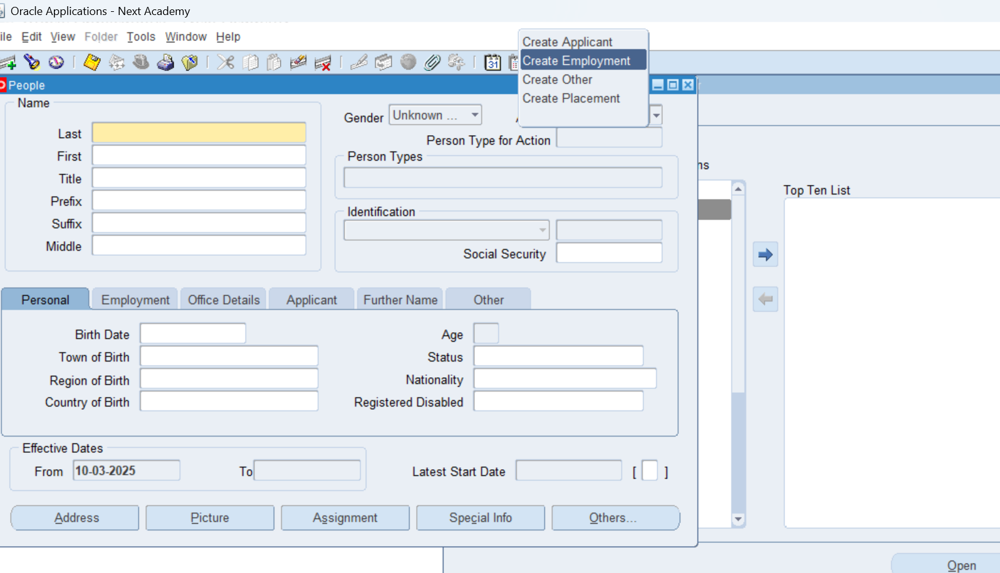 Oracle Applications - Next Academy
ile Edit View Folder Tools Window Help
Create Applicant
Create Employment
Create Other
Create Placement
31
People
Name
Last
First
Title
Prefix
Suffix
Middle
Gender Unknown ...
Person Type for Action
Person Types
Identification
Social Security
ns
Top Ten List
Personal Employment Office Details Applicant Further Name Other
Birth Date
Town of Birth
Region of Birth
Country of Birth
Age
Status
Nationality
Registered Disabled
Effective Dates
From 10-03-2025 To
Latest Start Date [ ]
Address Picture Assignment Special Info Others...
Open